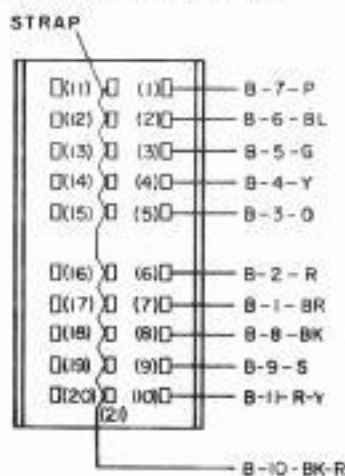 STRAP
(11) (1) B-7-P
(12) (2) B-6-BL
(13) (3) B-5-G
(14) (4) B-4-Y
(15) (5) B-3-O
(16) (6) B-2-R
(17) (7) B-1-BR
(18) (8) B-8-BK
(19) (9) B-9-S
(20) (10) B-11-R-Y
(21)
B-10-BK-R